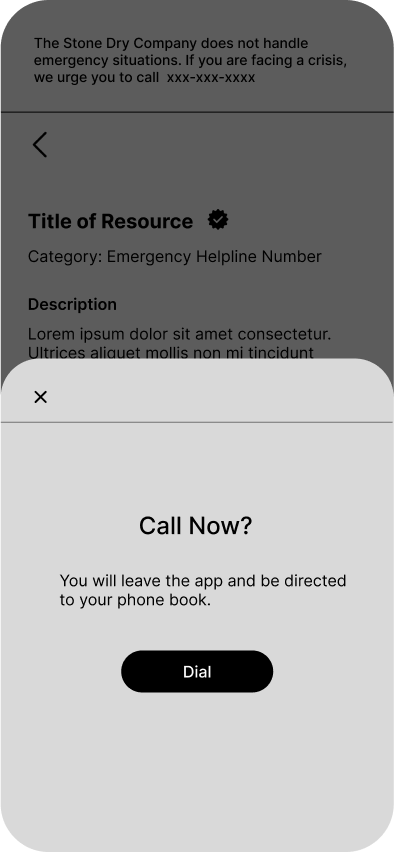 The Stone Dry Company does not handle
emergency situations. If you are facing a crisis,
we urge you to call xxx-xxx-xxxx
Title of Resource
Category: Emergency Helpline Number
Description
Lorem ipsum dolor sit amet consectetur.
Ultrices aliquet mollis non mi tincidunt
Call Now?
You will leave the app and be directed
to your phone book.
Dial